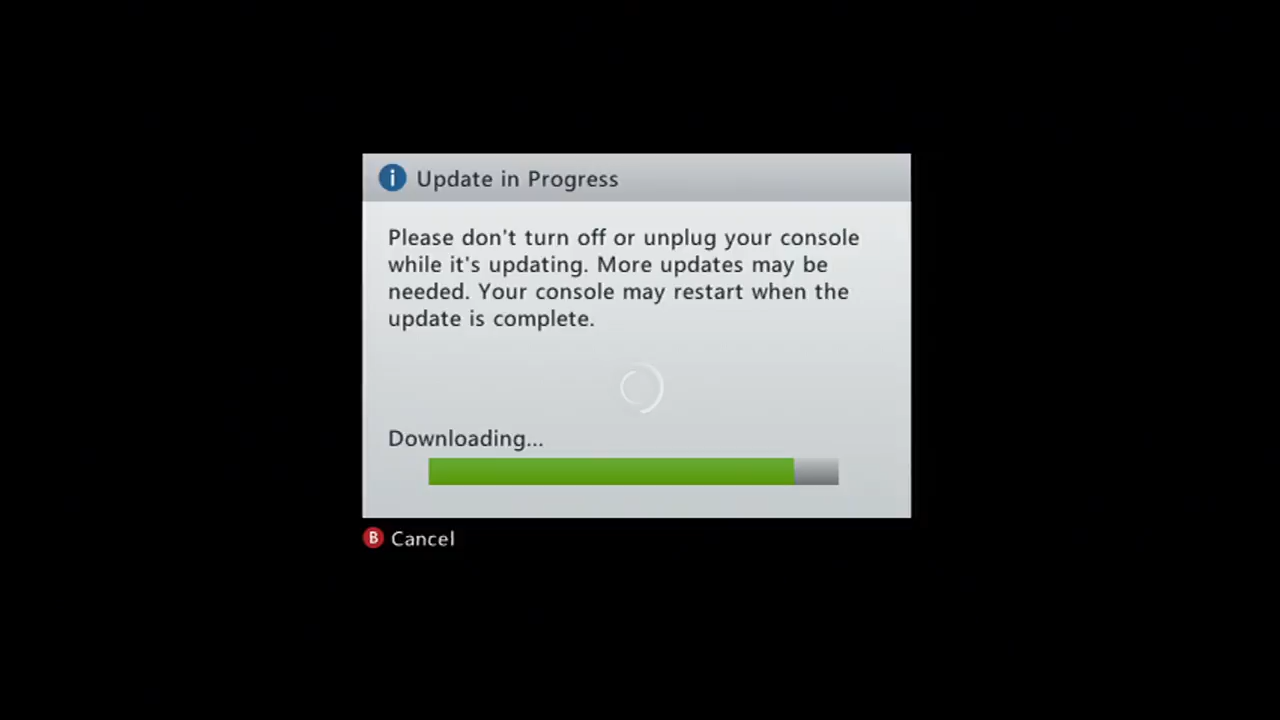 i Update in Progress
Please don't turn off or unplug your console
while it's updating. More updates may be
needed. Your console may restart when the
update is complete.
Downloading...
B Cancel